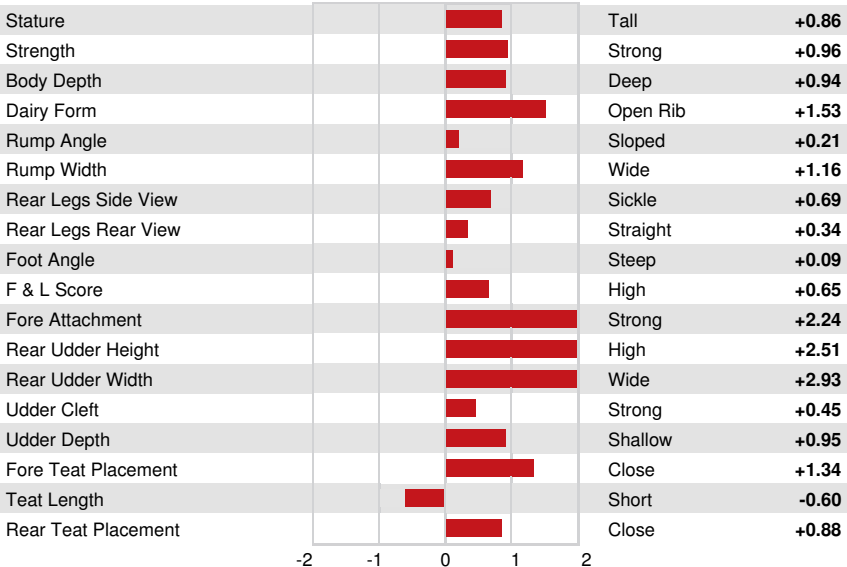 Stature Tall +0.86
Strength Strong +0.96
Body Depth Deep +0.94
Dairy Form Open Rib +1.53
Rump Angle Sloped +0.21
Rump Width Wide +1.16
Rear Legs Side View Sickle +0.69
Rear Legs Rear View Straight +0.34
Foot Angle Steep +0.09
F & L Score High +0.65
Fore Attachment Strong +2.24
Rear Udder Height High +2.51
Rear Udder Width Wide +2.93
Udder Cleft Strong +0.45
Udder Depth Shallow +0.95
Fore Teat Placement Close +1.34
Teat Length Short -0.60
Rear Teat Placement Close +0.88
-2 -1 0 1 2